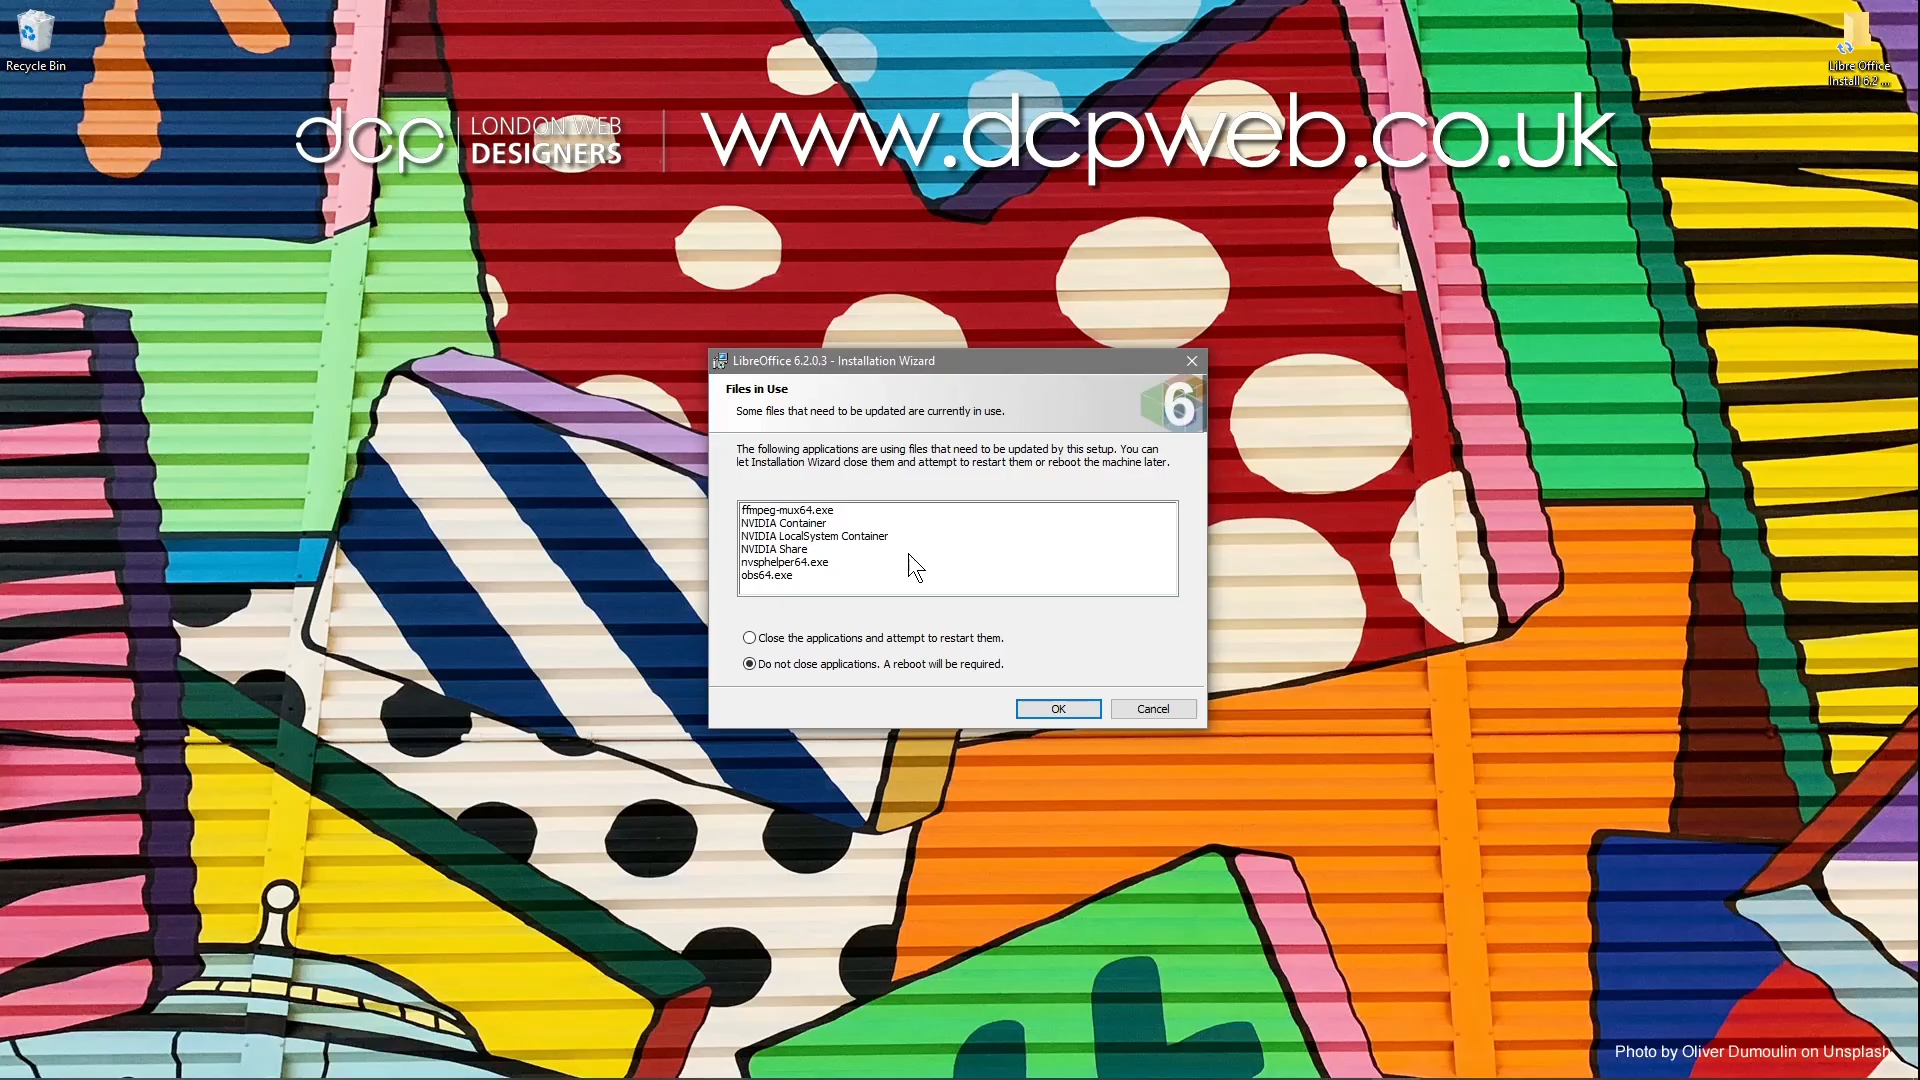 Recycle Bin
Libre Office
Install 6.2 ...
dcp
LONDON WEB
DESIGNERS
www.dcpweb.co.uk
LibreOffice 6.2.0.3 - Installation Wizard
Files in Use
Some files that need to be updated are currently in use.
6
The following applications are using files that need to be updated by this setup. You can
let Installation Wizard close them and attempt to restart them or reboot the machine later.
ffmpeg-mux64.exe
NVIDIA Container
NVIDIA LocalSystem Container
NVIDIA Share
nvsphelper64.exe
obs64.exe
Close the applications and attempt to restart them.
Do not close applications. A reboot will be required.
OK
Cancel
Photo by Oliver Dumoulin on Unsplash